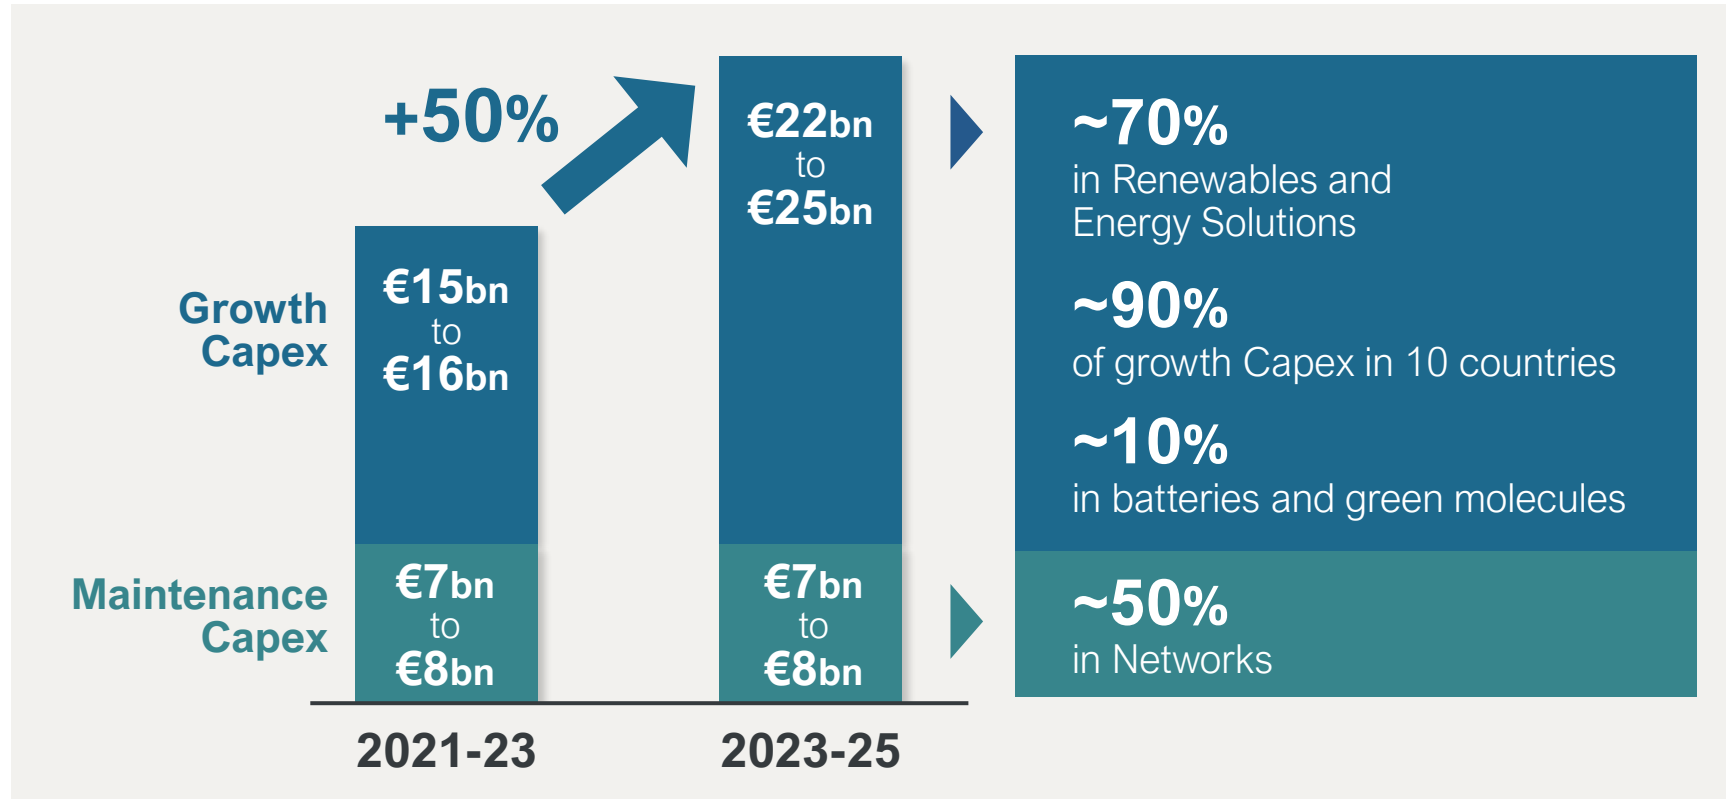 +50%
Growth
Capex
€15bn
to
€16bn
€22bn
to
€25bn
Maintenance
Capex
€7bn
to
€8bn
€7bn
to
€8bn
2021-23
2023-25
~70%
in Renewables and
Energy Solutions
~90%
of growth Capex in 10 countries
~10%
in batteries and green molecules
~50%
in Networks